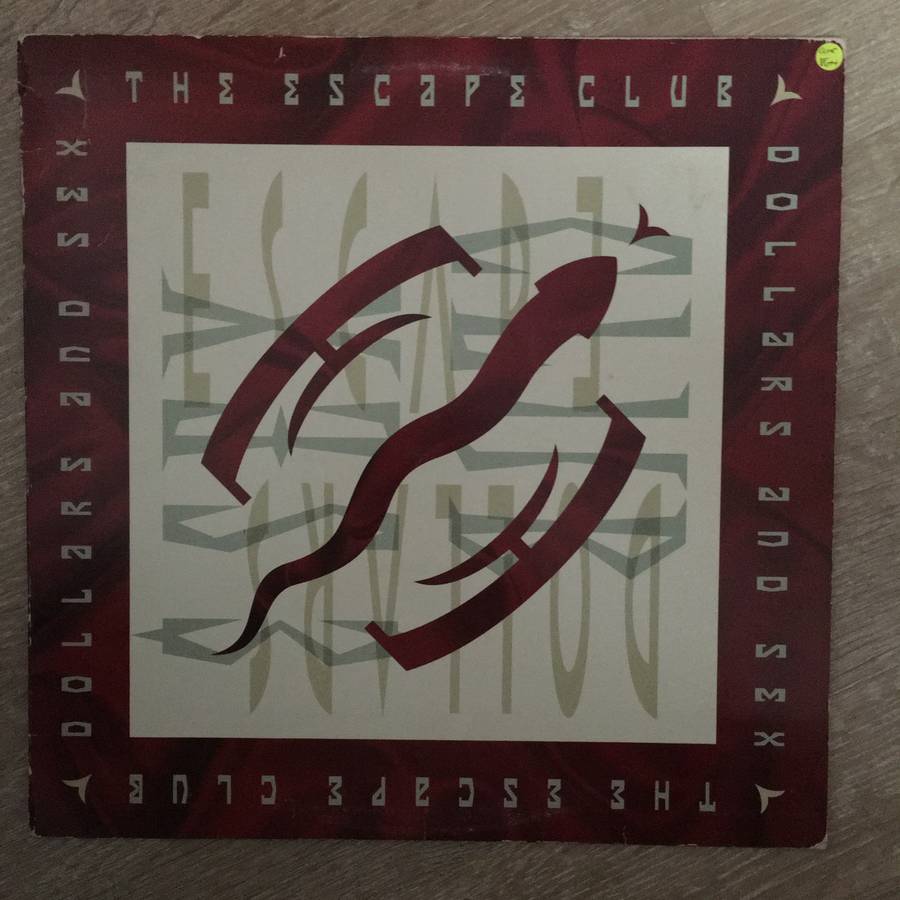 THE ESCAPE CLUB
DOLLARS AND SEX
DOLLARS AND SEX
THE ESCAPE CLUB
ESCAPE
DOLLARS